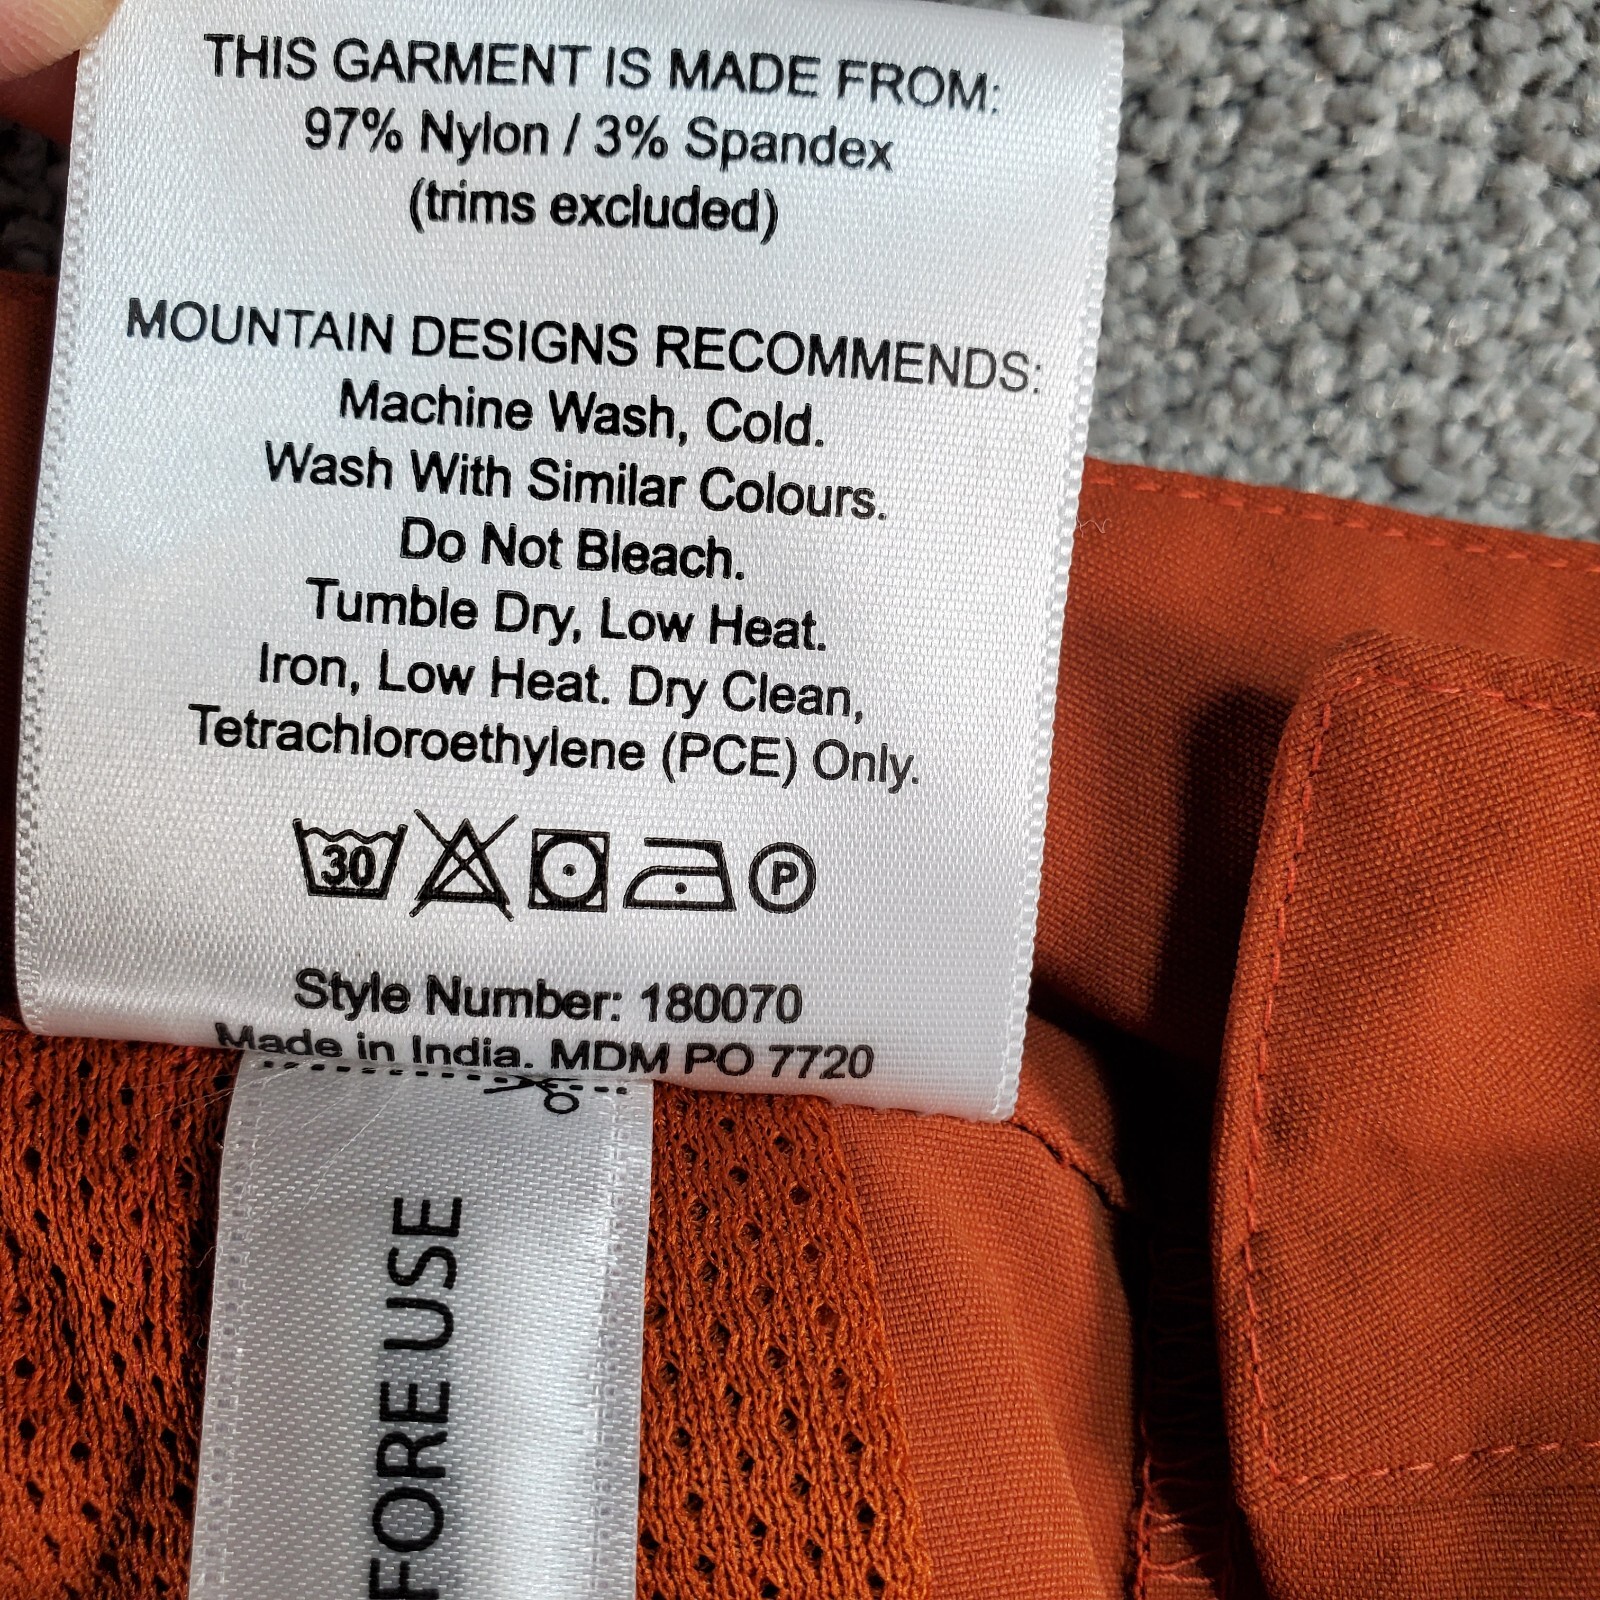 THIS GARMENT IS MADE FROM:
97% Nylon / 3% Spandex
(trims excluded)
MOUNTAIN DESIGNS RECOMMENDS:
Machine Wash, Cold.
Wash With Similar Colours.
Do Not Bleach.
Tumble Dry, Low Heat.
Iron, Low Heat. Dry Clean,
Tetrachloroethylene (PCE) Only.
30 P
Style Number: 180070
Made in India. MDM PO 7720
FORE USE